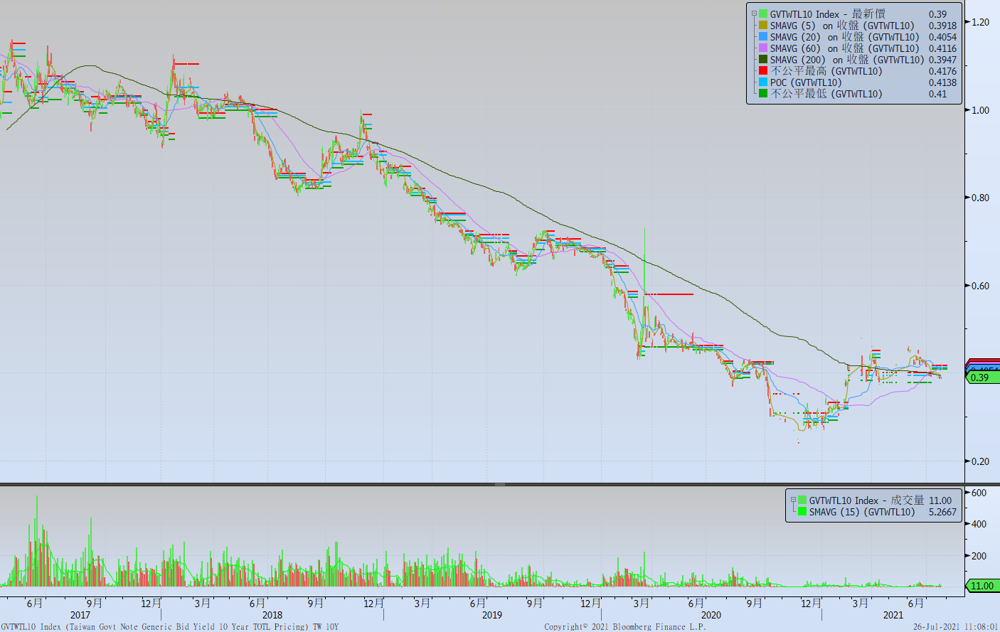 GVTWTL10 Index - 最新價 0.39
SMAVG (5) on 收盤 (GVTWTL10) 0.3918
SMAVG (20) on 收盤 (GVTWTL10) 0.4054
SMAVG (60) on 收盤 (GVTWTL10) 0.4116
SMAVG (200) on 收盤 (GVTWTL10) 0.3947
不公平最高 (GVTWTL10) 0.4176
POC (GVTWTL10) 0.4138
不公平最低 (GVTWTL10) 0.41
1.20
1.00
0.80
0.60
0.39
0.20
GVTWTL10 Index - 成交量 11.00
SMAVG (15) (GVTWTL10) 5.2667
600
400
200
11.00
6月 9月 12月 3月 6月 9月 12月 3月 6月 9月 12月 3月 6月 9月 12月 3月 6月
2017 2018 2019 2020 2021
GVTWTL10 Index (Taiwan Govt Note Generic Bid Yield 10 Year TOTL Pricing) TW 10Y Copyright© 2021 Bloomberg Finance L.P. 26-Jul-2021 11:08:01